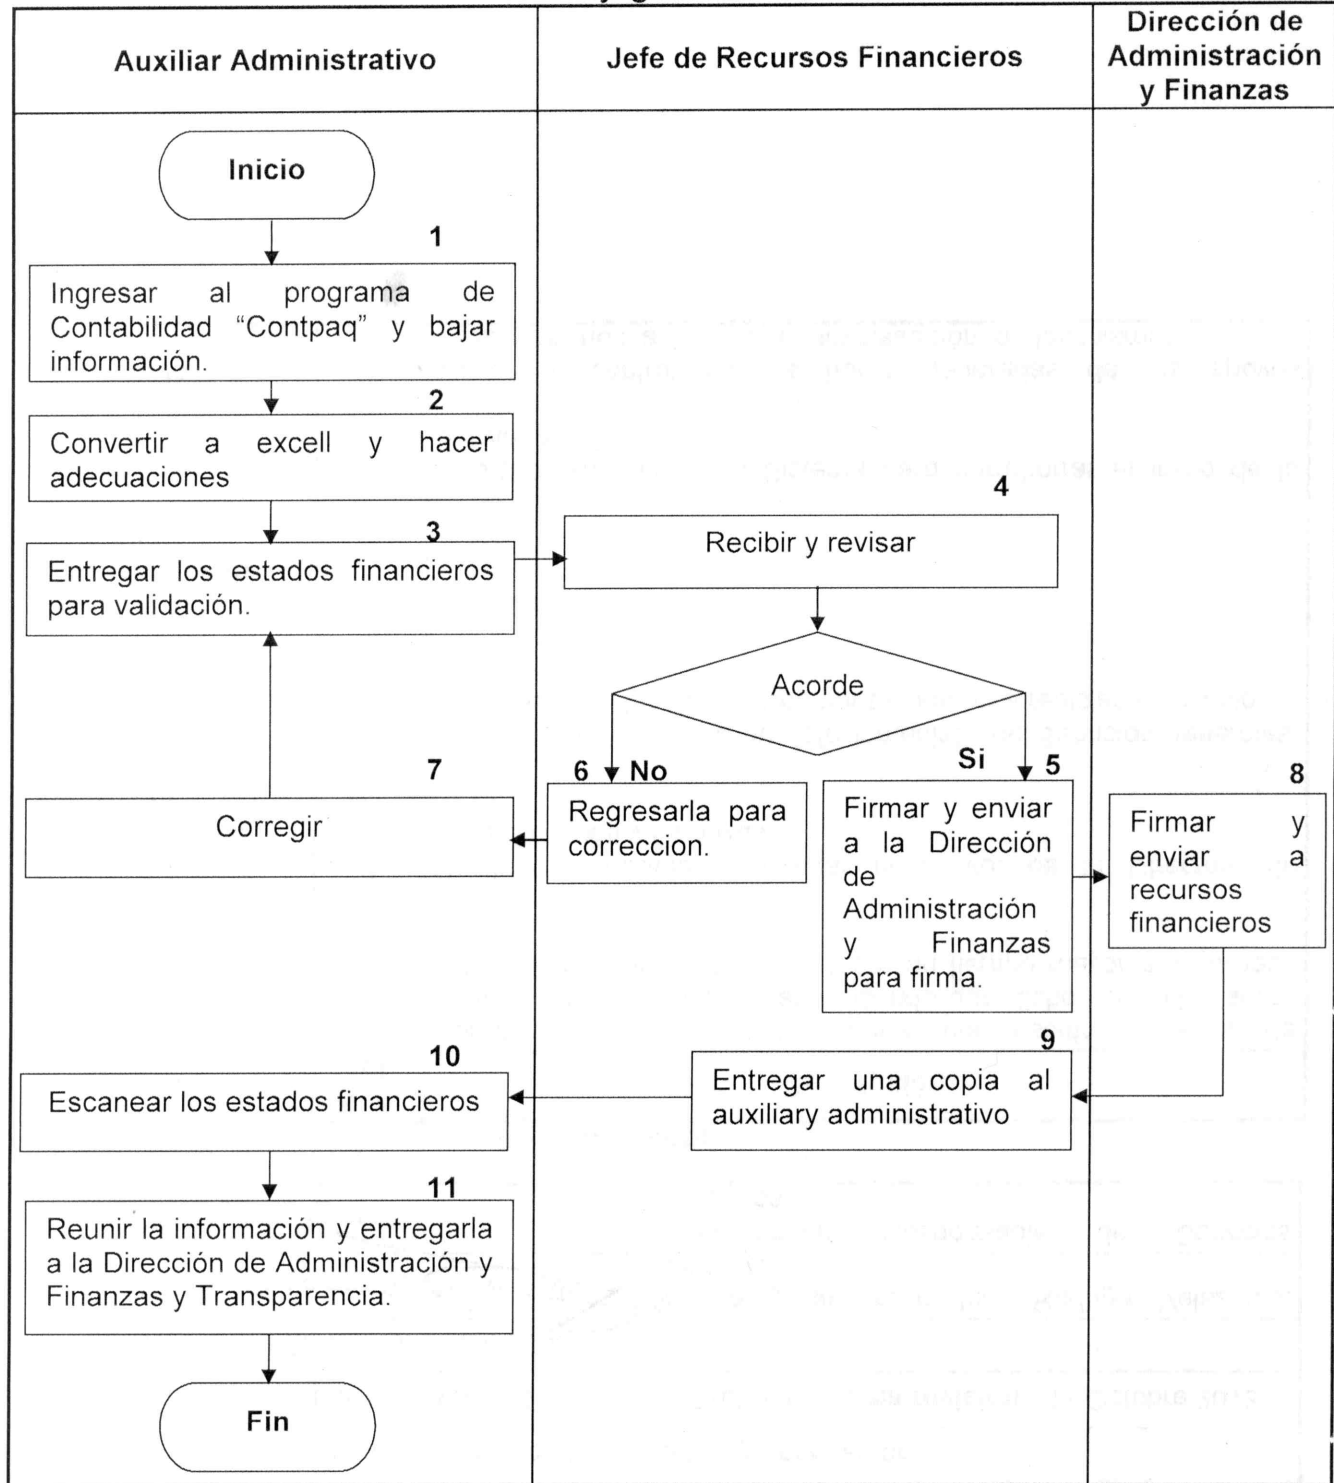 Auxiliar Administrativo
Jefe de Recursos Financieros
Dirección de
Administración
y Finanzas
Inicio
1
Ingresar al programa de
Contabilidad “Contpaq” y bajar
información.
2
Convertir a excell y hacer
adecuaciones
3
Entregar los estados financieros
para validación.
4
Recibir y revisar
Acorde
6 No
Si 5
7
Corregir
Regresarla para
correccion.
Firmar y enviar
a la Dirección
de
Administración
y Finanzas
para firma.
8
Firmar y
enviar a
recursos
financieros
9
Entregar una copia al
auxiliary administrativo
10
Escanear los estados financieros
11
Reunir la información y entregarla
a la Dirección de Administración y
Finanzas y Transparencia.
Fin